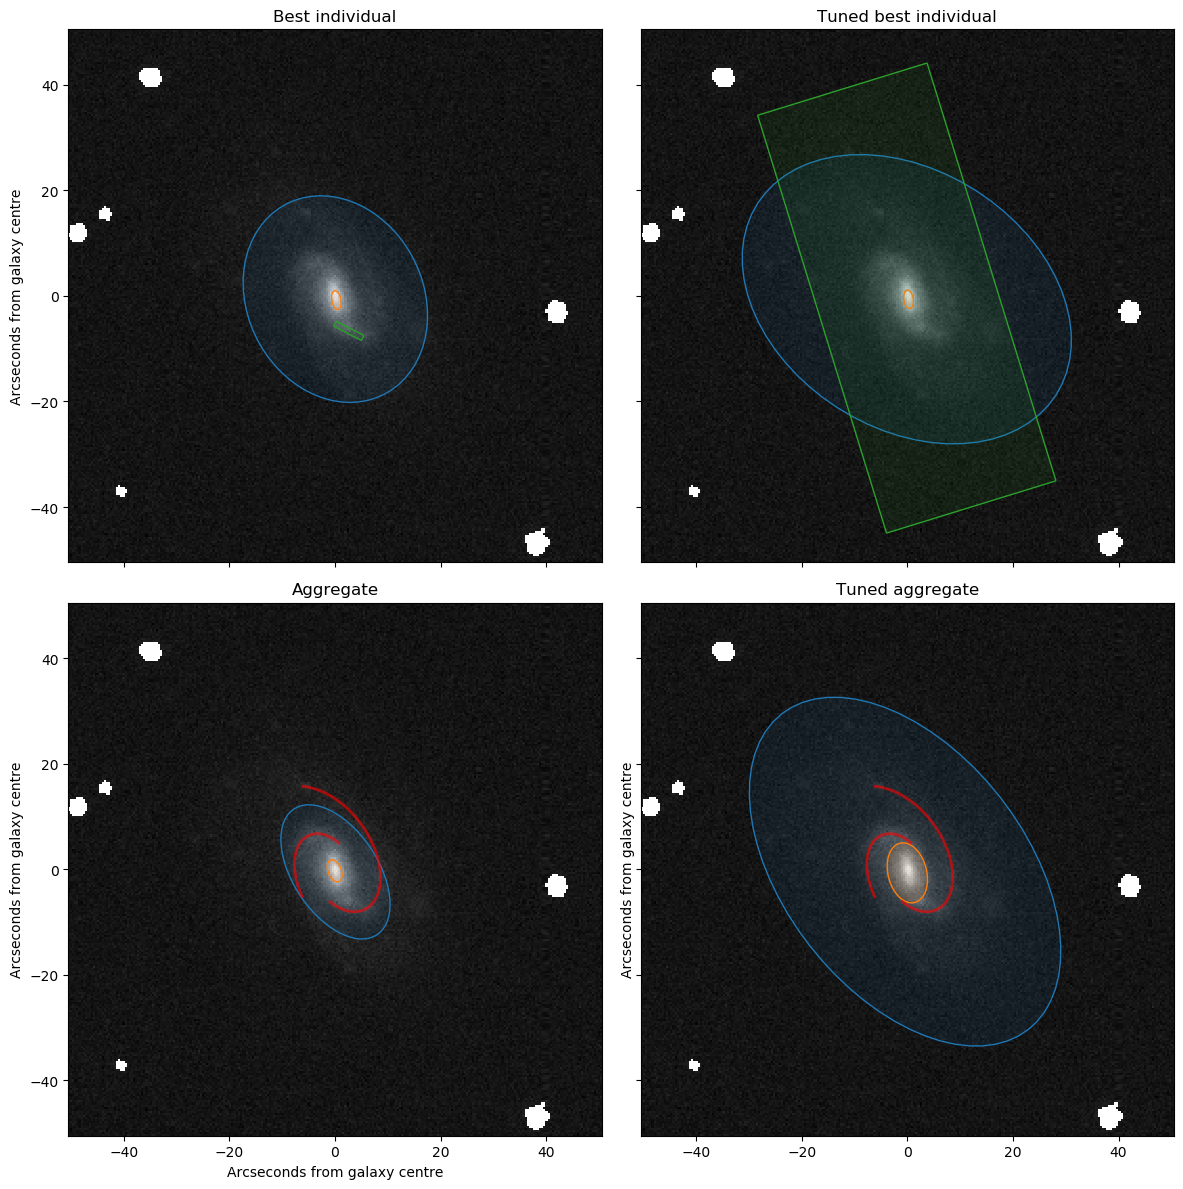 Best individual
Tuned best individual
Arcseconds from galaxy centre
40
20
0
−20
−40
Aggregate
Tuned aggregate
Arcseconds from galaxy centre
Arcseconds from galaxy centre
40
20
0
−20
−40
−40 −20 0 20 40
−40 −20 0 20 40
Arcseconds from galaxy centre